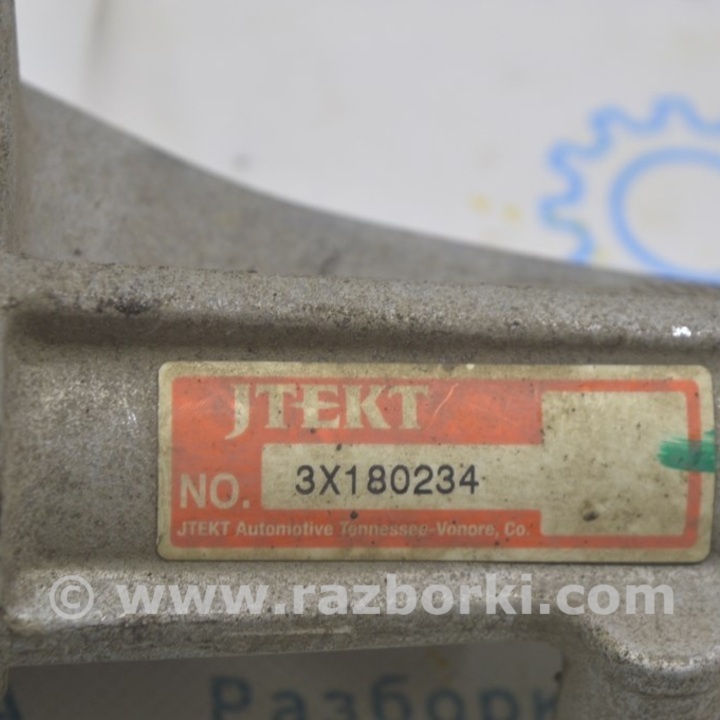 JTEKT
NO. 3X180234
JTEKT Automotive Tennessee-Vonore, Co.
© www.razborki.com
Разборк